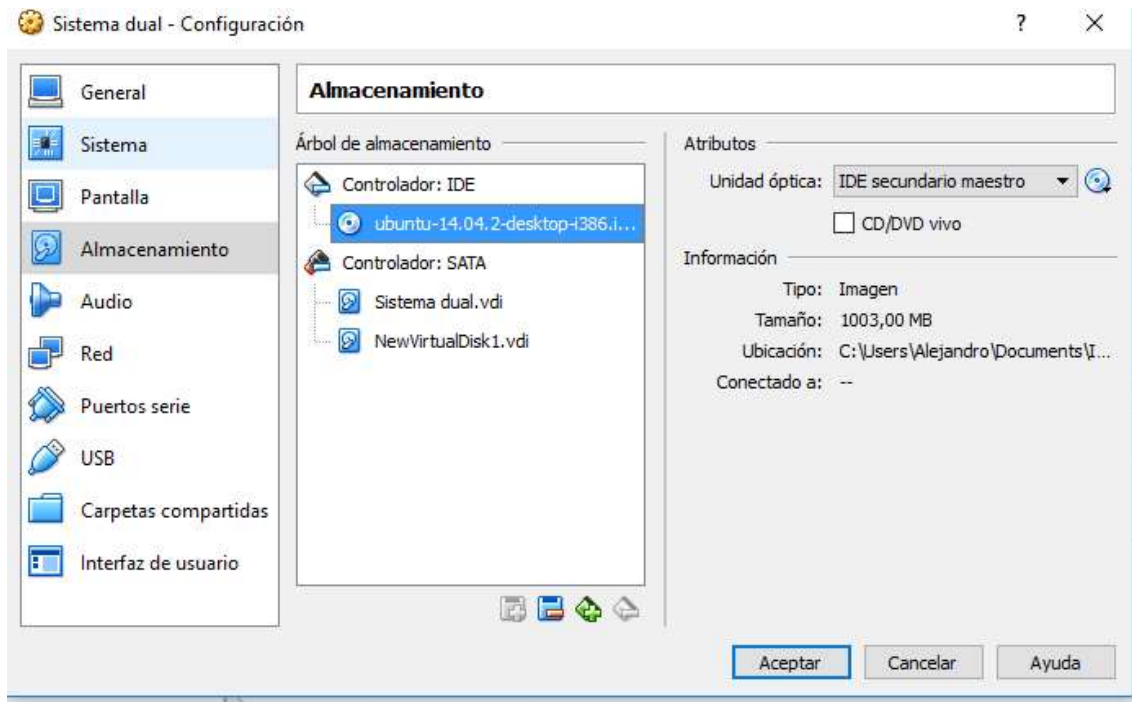 Sistema dual - Configuración
?
General
Sistema
Pantalla
Almacenamiento
Audio
Red
Puertos serie
USB
Carpetas compartidas
Interfaz de usuario
Almacenamiento
Árbol de almacenamiento
Controlador: IDE
ubuntu-14.04.2-desktop-i386.i...
Controlador: SATA
Sistema dual.vdi
NewVirtualDisk1.vdi
Atributos
Unidad óptica: IDE secundario maestro
CD/DVD vivo
Información
Tipo: Imagen
Tamaño: 1003,00 MB
Ubicación: C:\Users\Alejandro\Documents\I...
Conectado a: --
Aceptar Cancelar Ayuda